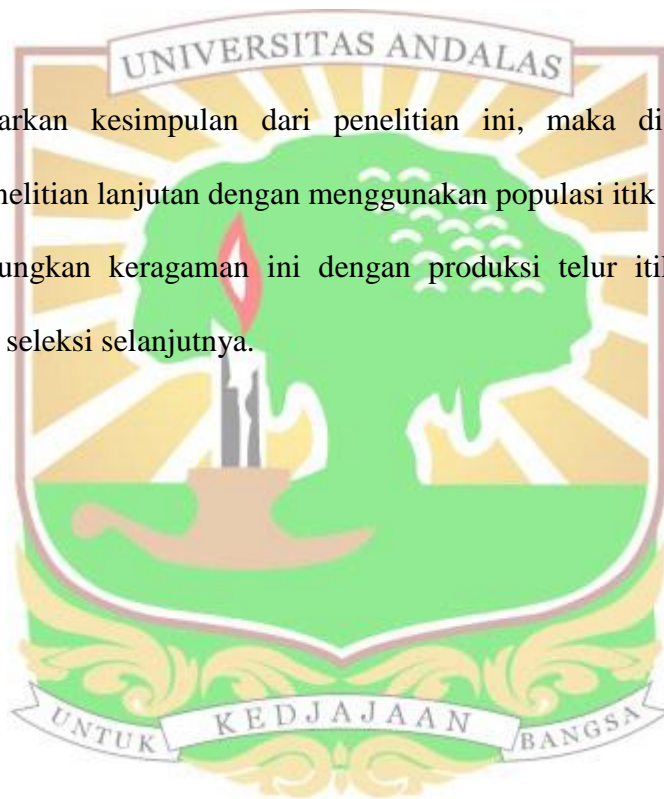 UNIVERSITAS ANDALAS
arkan kesimpulan dari penelitian ini, maka di
nelitian lanjutan dengan menggunakan populasi itik
ungkan keragaman ini dengan produksi telur
seleksi selanjutnya.
UNTUK KEDJAJAAN BANGSA